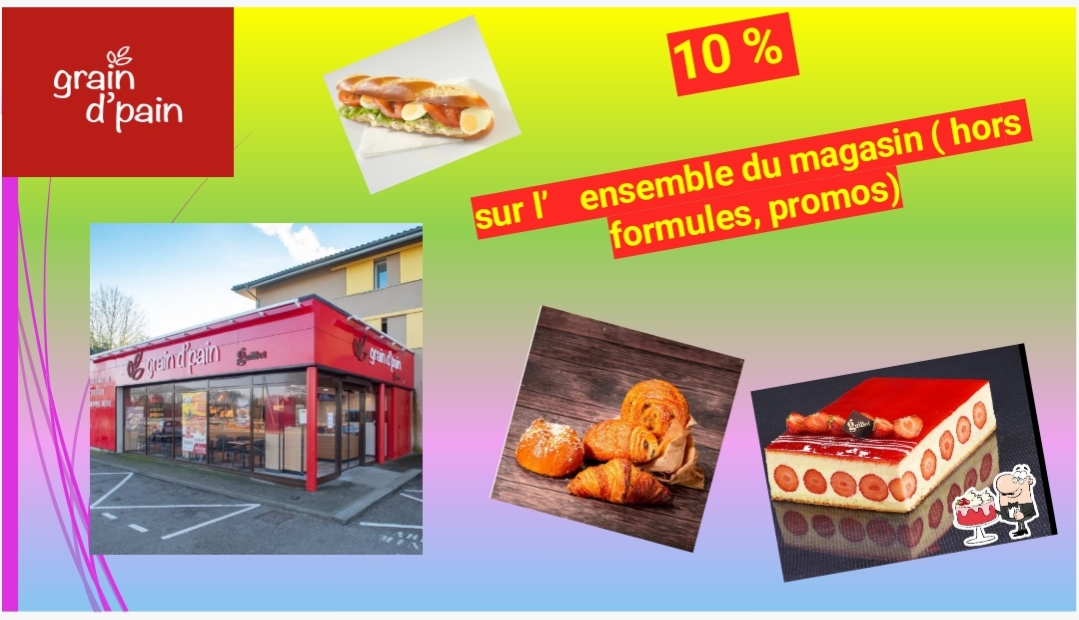 grain
d'pain
10 %
sur l’ ensemble du magasin ( hors
formules, promos)
grain d'pain
grain d'pain